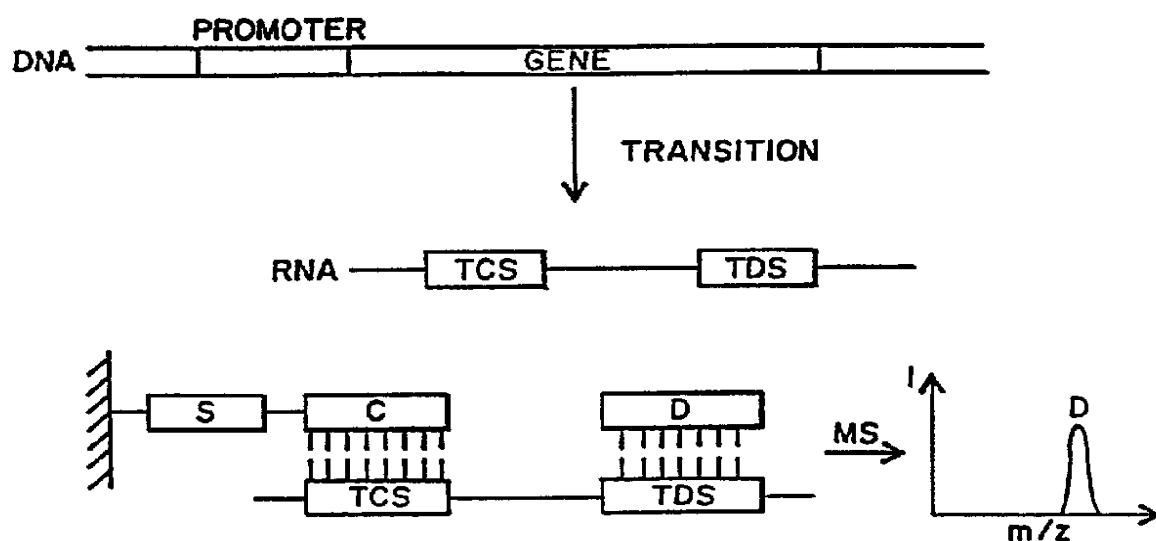 PROMOTER
DNA GENE
TRANSITION
RNA TCS TDS
S C D
TCS TDS
MS
I
D
m/z